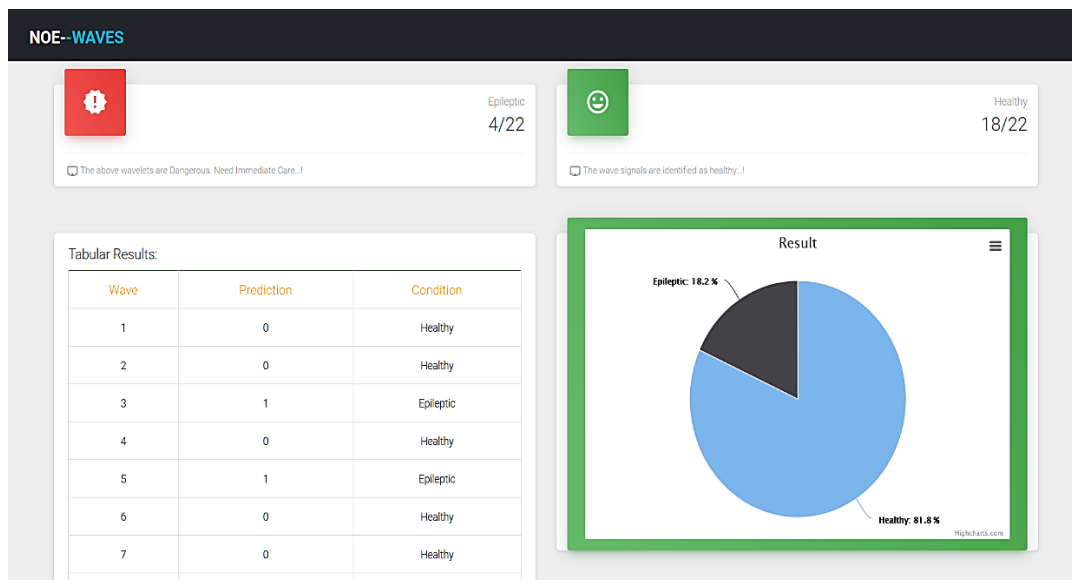 NOE--WAVES
Epileptic
4/22
The above wavelets are Dangerous. Need Immediate Care...!
Healthy
18/22
The wave signals are identified as healthy...!
Tabular Results:
Wave Prediction Condition
1 0 Healthy
2 0 Healthy
3 1 Epileptic
4 0 Healthy
5 1 Epileptic
6 0 Healthy
7 0 Healthy
Result
Epileptic: 18.2 %
Healthy: 81.8 %
Highcharts.com